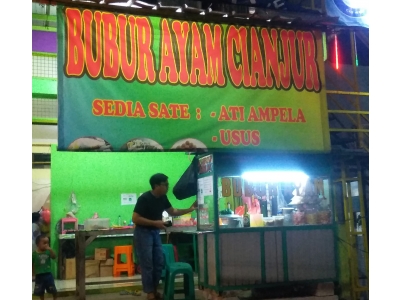 BUBUR AYAM CIANJUR
SEDIA SATE : - ATI AMPELA
- USUS